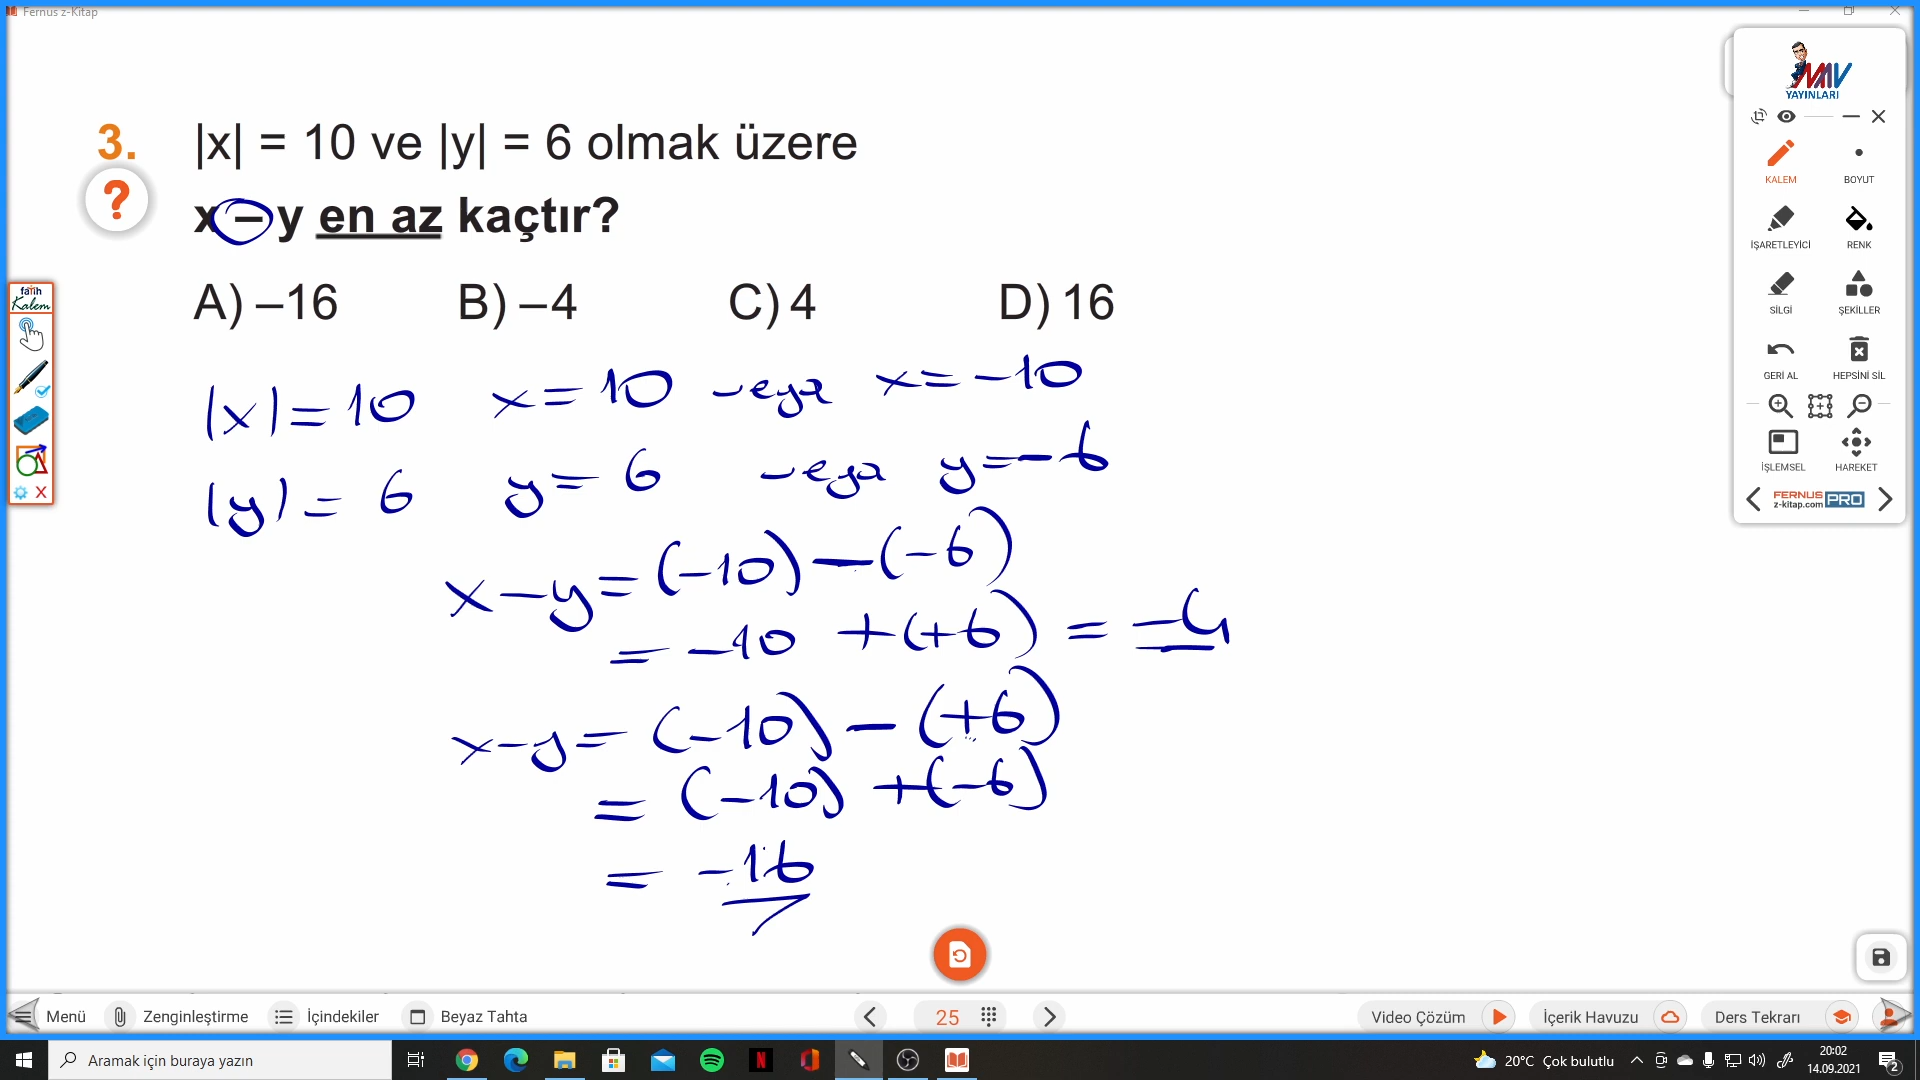 Fernus z-Kitap
3. |x| = 10 ve |y| = 6 olmak üzere
x – y en az kaçtır?
A) –16 B) –4 C) 4 D) 16
|x| = 10 x = 10 veya x = -10
|y| = 6 y = 6 veya y = -6
x - y = (-10) - (-6)
= -10 + (+6) = -4
x - y = (-10) - (+6)
= (-10) + (-6)
= -16
fatih
Kalem
MAV
YAYINLARI
KALEM BOYUT
İŞARETLEYİCİ RENK
SİLGİ ŞEKİLLER
GERİ AL HEPSİNİ SİL
İŞLEMSEL HAREKET
FERNUS PRO
z-kitap.com
Menü Zenginleştirme İçindekiler Beyaz Tahta 25 Video Çözüm İçerik Havuzu Ders Tekrarı
Aramak için buraya yazın 20°C Çok bulutlu 20:02
14.09.2021 2